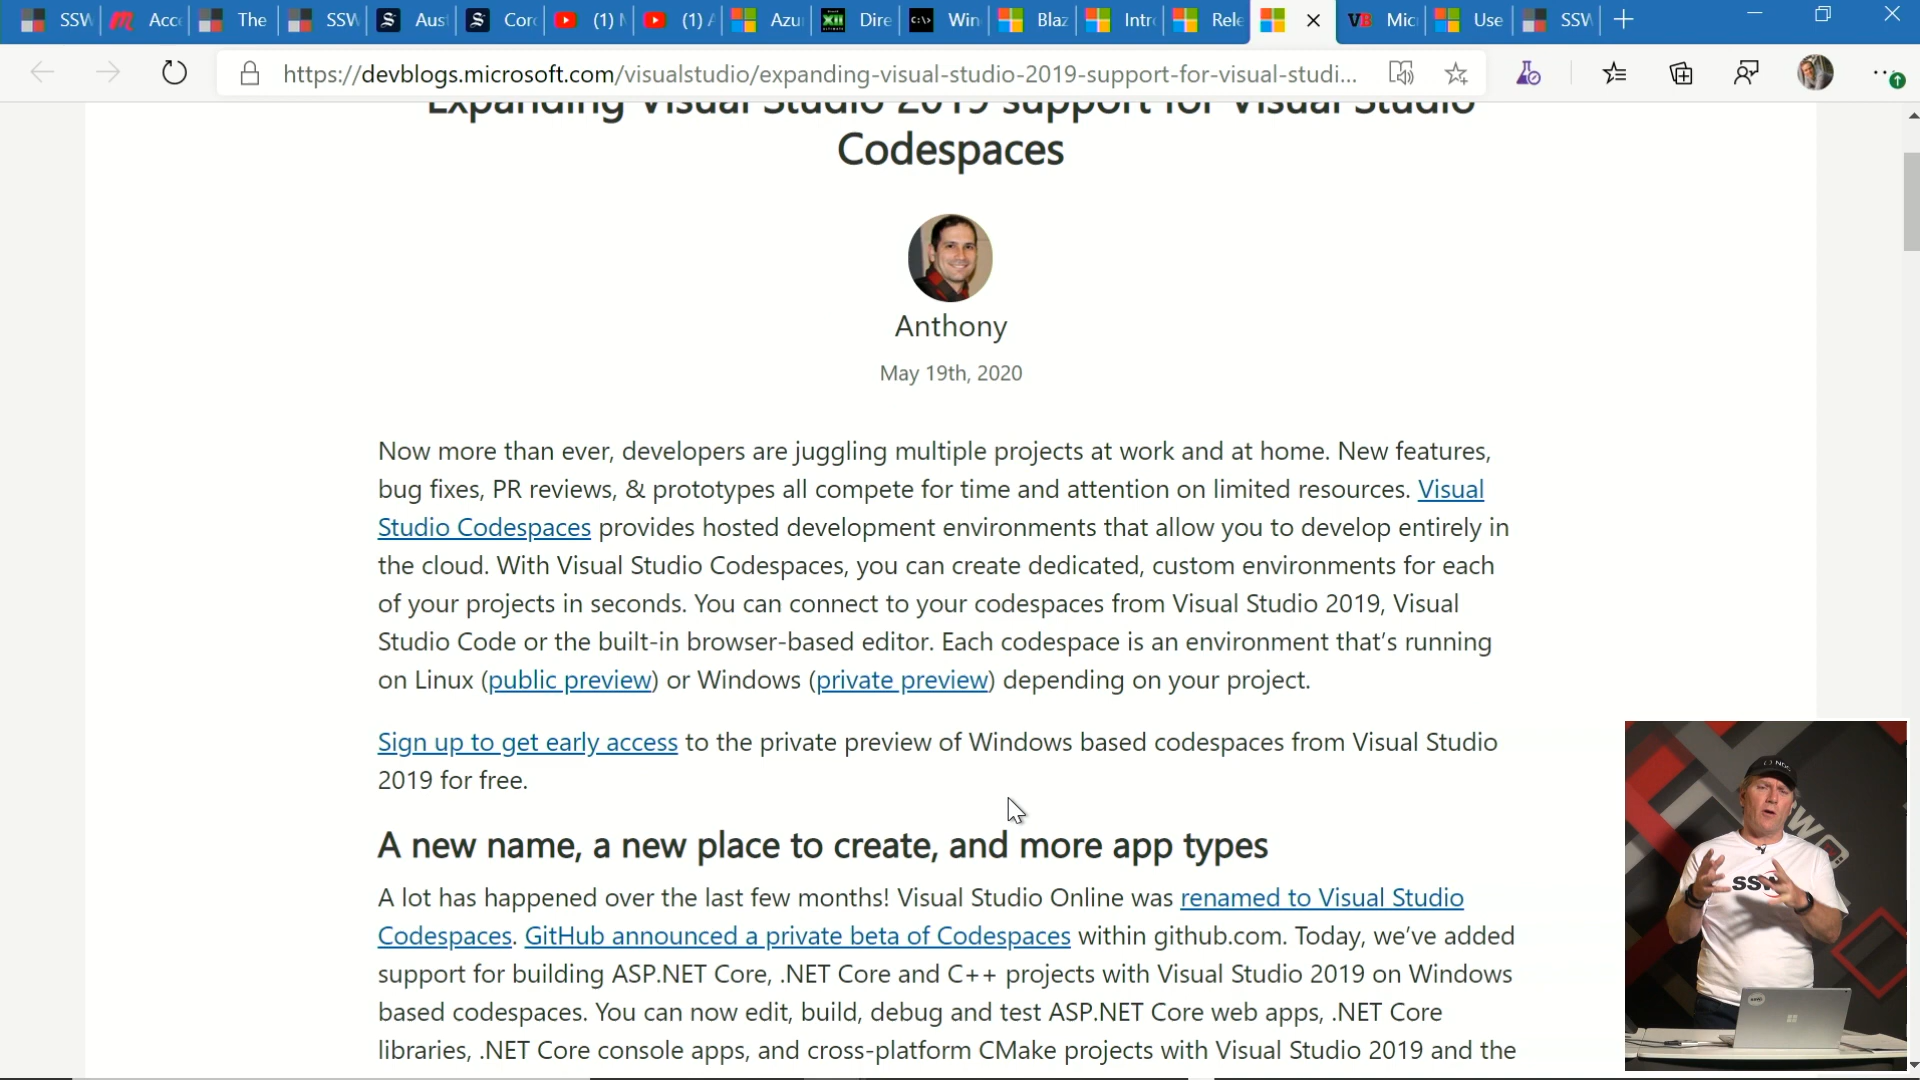 SSW
Acc
The
SSW
Aus
Cor
(1)
(1)
Azu
Dire
Win
Blaz
Intr
Rele
Mic
Use
SSW
https://devblogs.microsoft.com/visualstudio/expanding-visual-studio-2019-support-for-visual-studi...
Expanding Visual Studio 2019 support for Visual Studio
Codespaces
Anthony
May 19th, 2020
Now more than ever, developers are juggling multiple projects at work and at home. New features,
bug fixes, PR reviews, & prototypes all compete for time and attention on limited resources. Visual
Studio Codespaces provides hosted development environments that allow you to develop entirely in
the cloud. With Visual Studio Codespaces, you can create dedicated, custom environments for each
of your projects in seconds. You can connect to your codespaces from Visual Studio 2019, Visual
Studio Code or the built-in browser-based editor. Each codespace is an environment that’s running
on Linux (public preview) or Windows (private preview) depending on your project.
Sign up to get early access to the private preview of Windows based codespaces from Visual Studio
2019 for free.
A new name, a new place to create, and more app types
A lot has happened over the last few months! Visual Studio Online was renamed to Visual Studio
Codespaces. GitHub announced a private beta of Codespaces within github.com. Today, we’ve added
support for building ASP.NET Core, .NET Core and C++ projects with Visual Studio 2019 on Windows
based codespaces. You can now edit, build, debug and test ASP.NET Core web apps, .NET Core
libraries, .NET Core console apps, and cross-platform CMake projects with Visual Studio 2019 and the
SSW